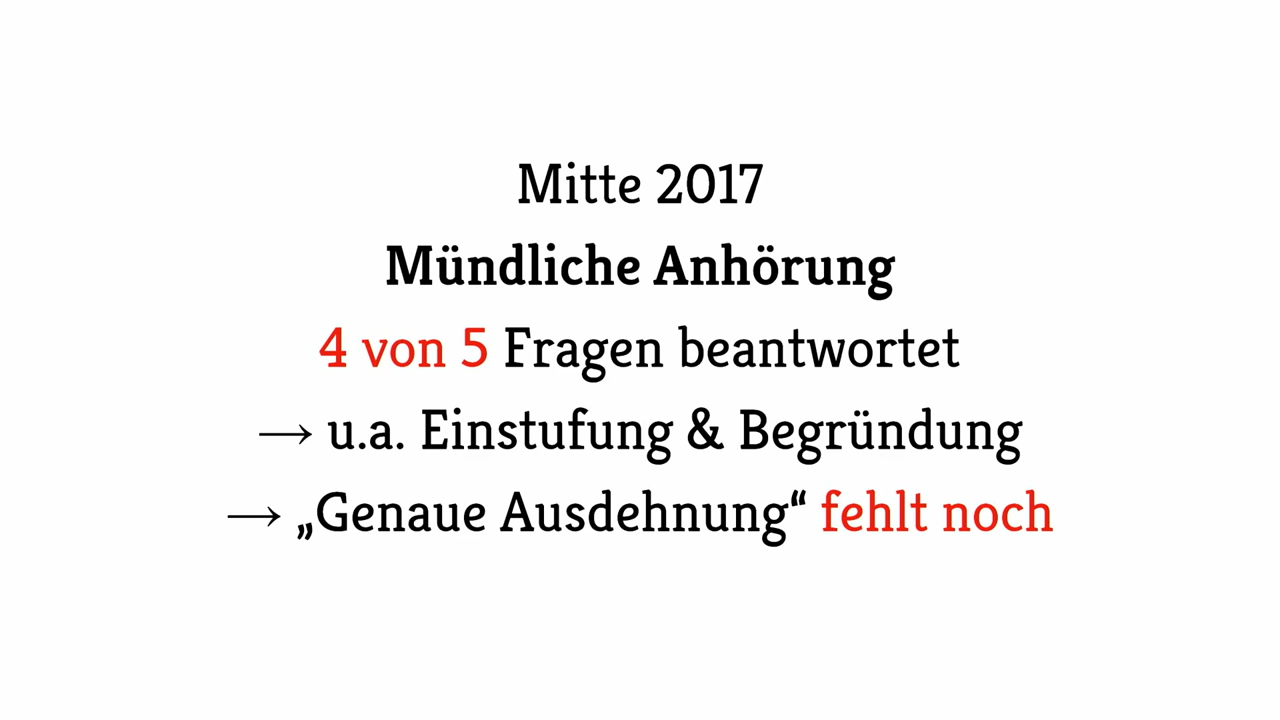 Mitte 2017
Mündliche Anhörung
4 von 5 Fragen beantwortet
→ u.a. Einstufung & Begründung
→ „Genaue Ausdehnung“ fehlt noch